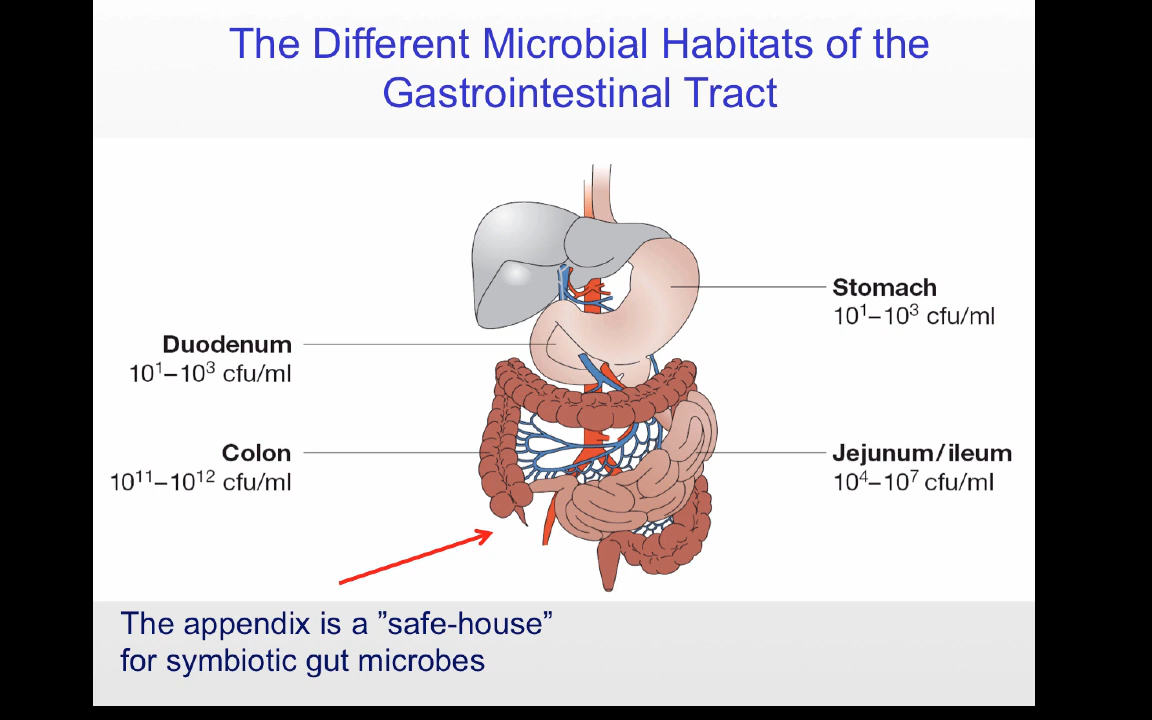 The Different Microbial Habitats of the
Gastrointestinal Tract
Stomach
10¹–10³ cfu/ml
Duodenum
10¹–10³ cfu/ml
Colon
10¹¹–10¹² cfu/ml
Jejunum/ileum
10⁴–10⁷ cfu/ml
The appendix is a ”safe-house”
for symbiotic gut microbes